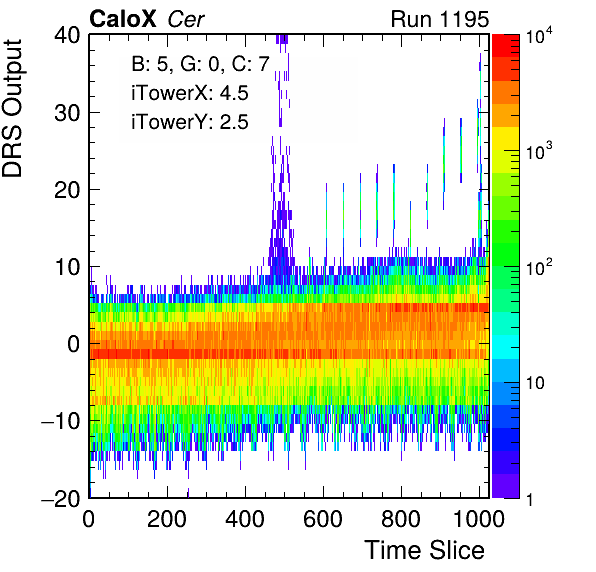 CaloX Cer Run 1195
B: 5, G: 0, C: 7
iTowerX: 4.5
iTowerY: 2.5
DRS Output
40
30
20
10
0
−10
−20
0 200 400 600 800 1000
Time Slice
10^4
10^3
10^2
10
1